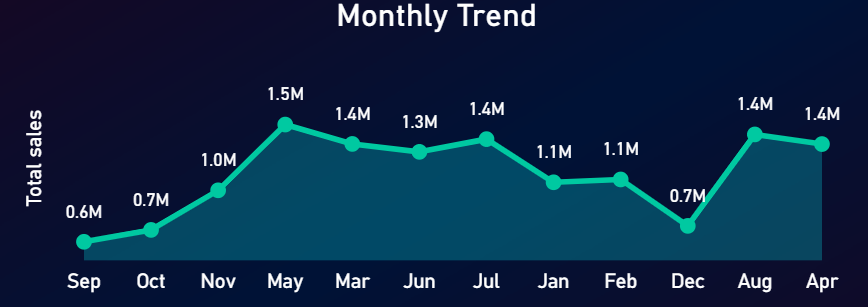 Monthly Trend
Total sales
0.6M 0.7M 1.0M 1.5M 1.4M 1.3M 1.4M 1.1M 1.1M 0.7M 1.4M 1.4M
Sep Oct Nov May Mar Jun Jul Jan Feb Dec Aug Apr